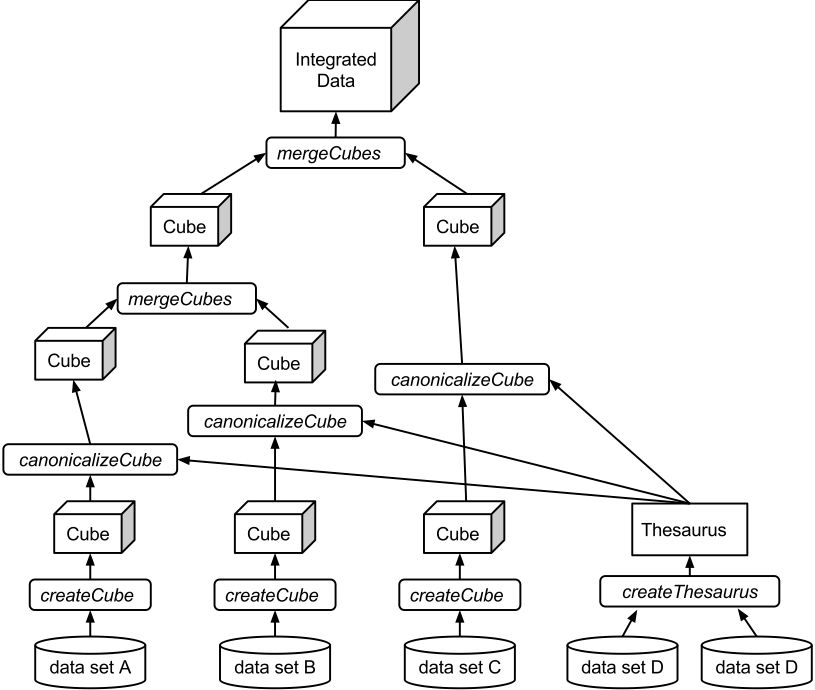 Integrated
Data
mergeCubes
Cube
Cube
mergeCubes
Cube
Cube
canonicalizeCube
canonicalizeCube
canonicalizeCube
Cube
Cube
Cube
Thesaurus
createCube
createCube
createCube
createThesaurus
data set A
data set B
data set C
data set D
data set D